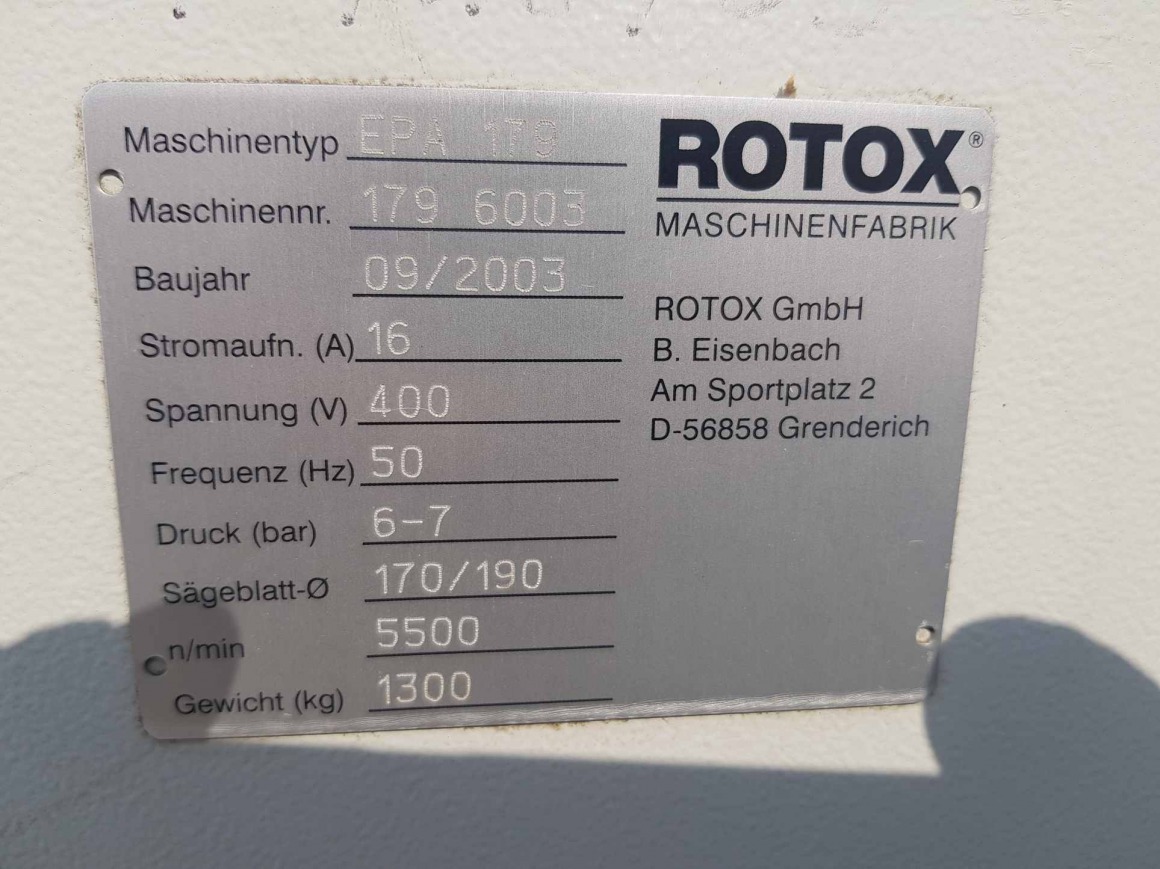 Maschinentyp EPA 179
Maschinennr. 179 6003
Baujahr 09/2003
Stromaufn. (A) 16
Spannung (V) 400
Frequenz (Hz) 50
Druck (bar) 6-7
Sägeblatt-Ø 170/190
n/min 5500
Gewicht (kg) 1300
ROTOX®
MASCHINENFABRIK
ROTOX GmbH
B. Eisenbach
Am Sportplatz 2
D-56858 Grenderich